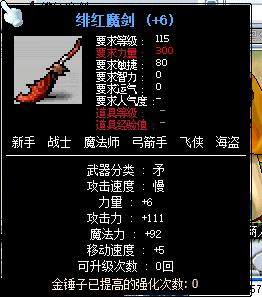 绯红魔剑 (+6)
要求等级 : 115
要求力量 : 300
要求敏捷 : 80
要求智力 : 0
要求运气 : 0
要求人气度 : -
道具等级 : -
道具经验值 : -
新手 战士 魔法师 弓箭手 飞侠 海盗
武器分类 : 矛
攻击速度 : 慢
力量 : +6
攻击力 : +111
魔法力 : +92
移动速度 : +5
可升级次数 : 0回
金锤子已提高的强化次数: 0